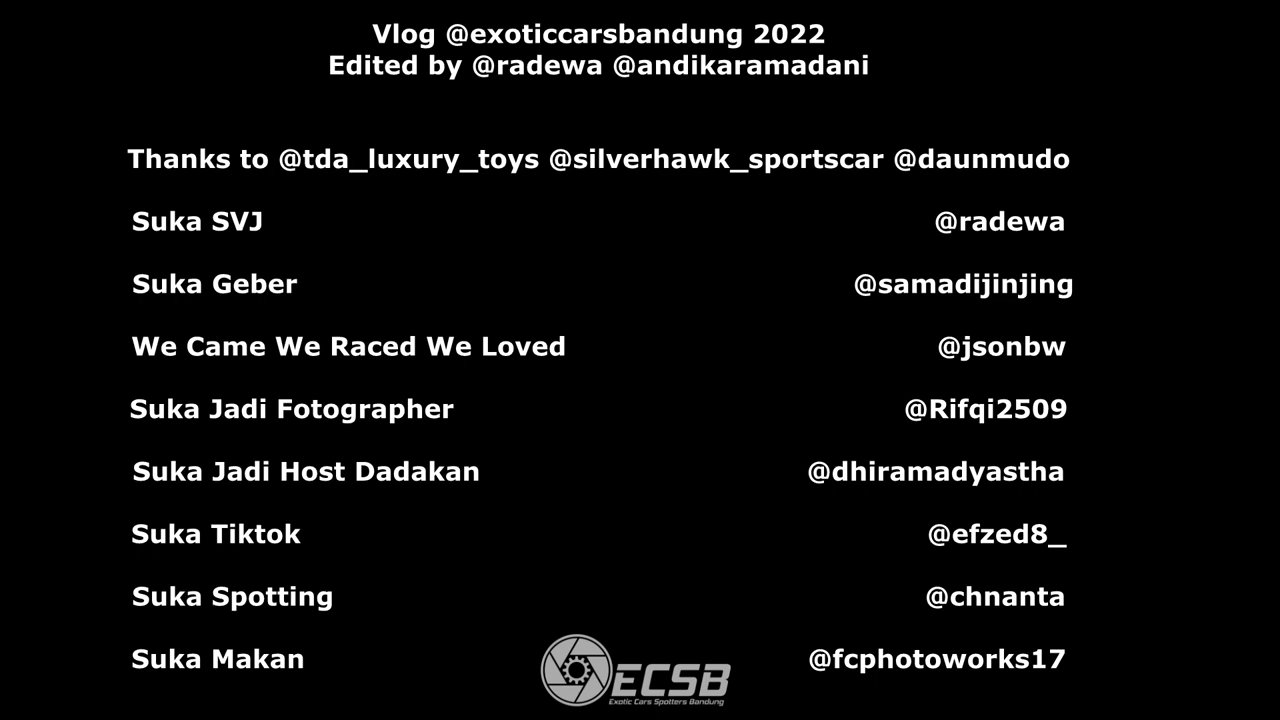 Vlog @exoticcarsbandung 2022
Edited by @radewa @andikaramadani
Thanks to @tda_luxury_toys @silverhawk_sportscar @daunmudo
Suka SVJ @radewa
Suka Geber @samadijinjing
We Came We Raced We Loved @jsonbw
Suka Jadi Fotographer @Rifqi2509
Suka Jadi Host Dadakan @dhiramadyastha
Suka Tiktok @efzed8_
Suka Spotting @chnanta
Suka Makan @fcphotoworks17
ECSB
Exotic Cars Spotters Bandung